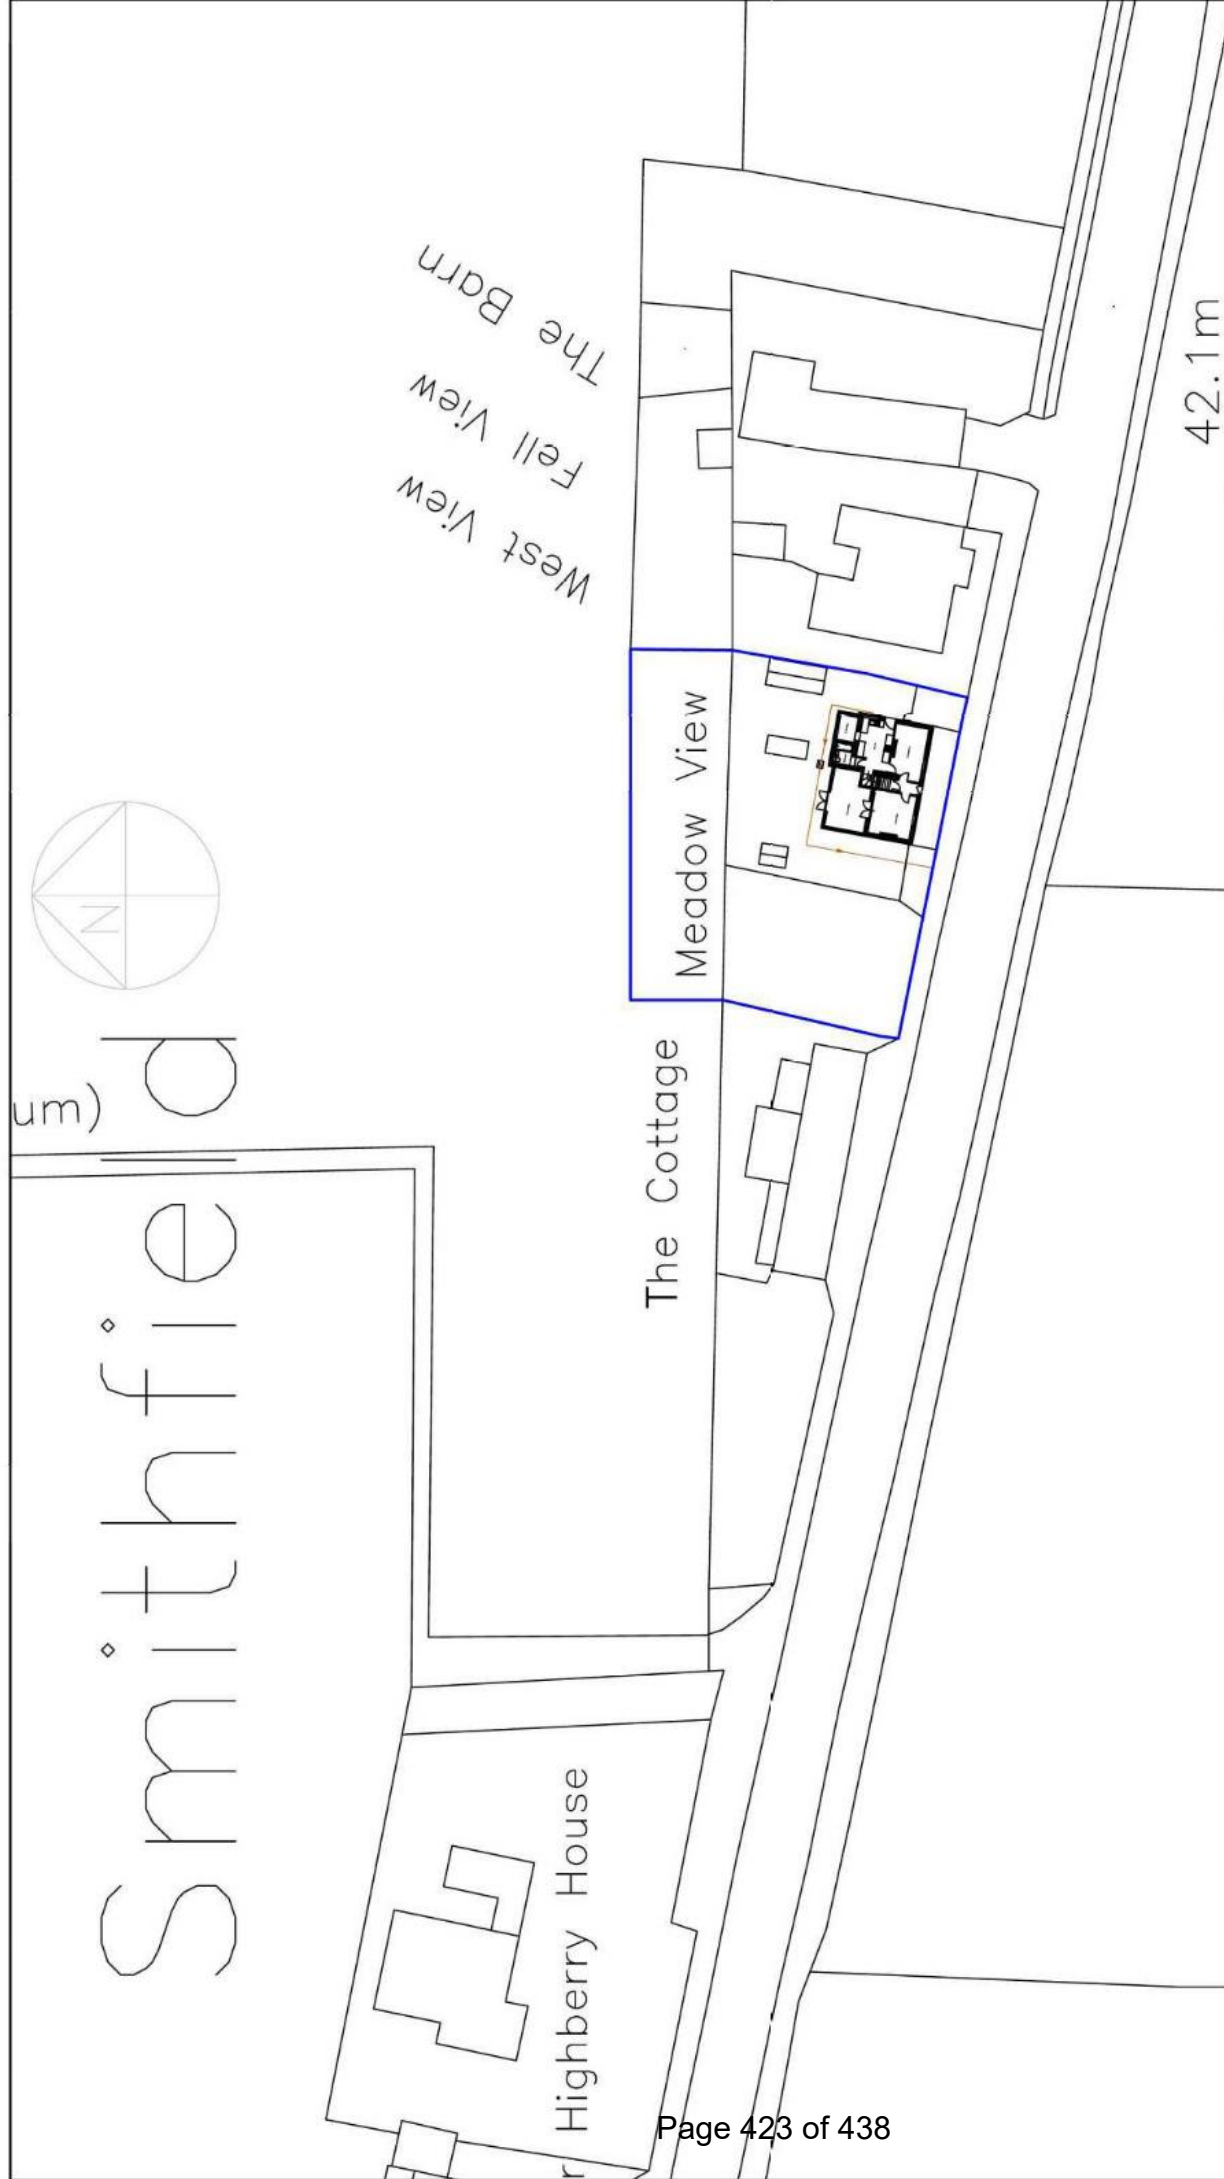 Smithfield
um)
N
The Barn
Fell View
West View
Meadow View
The Cottage
42.1m
r Highberry House
Page 423 of 438